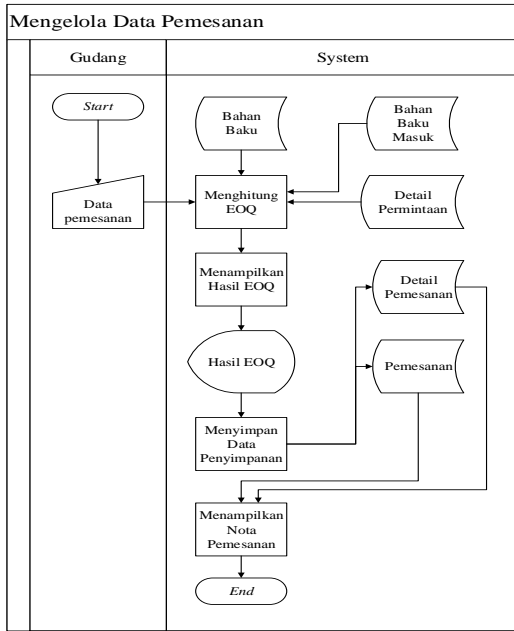 Mengelola Data Pemesanan
Gudang
System
Start
Bahan
Baku
Bahan
Baku
Masuk
Data
pemesanan
Menghitung
EOQ
Detail
Permintaan
Menampilkan
Hasil EOQ
Detail
Pemesanan
Hasil EOQ
Pemesanan
Menyimpan
Data
Penyimpanan
Menampilkan
Nota
Pemesanan
End